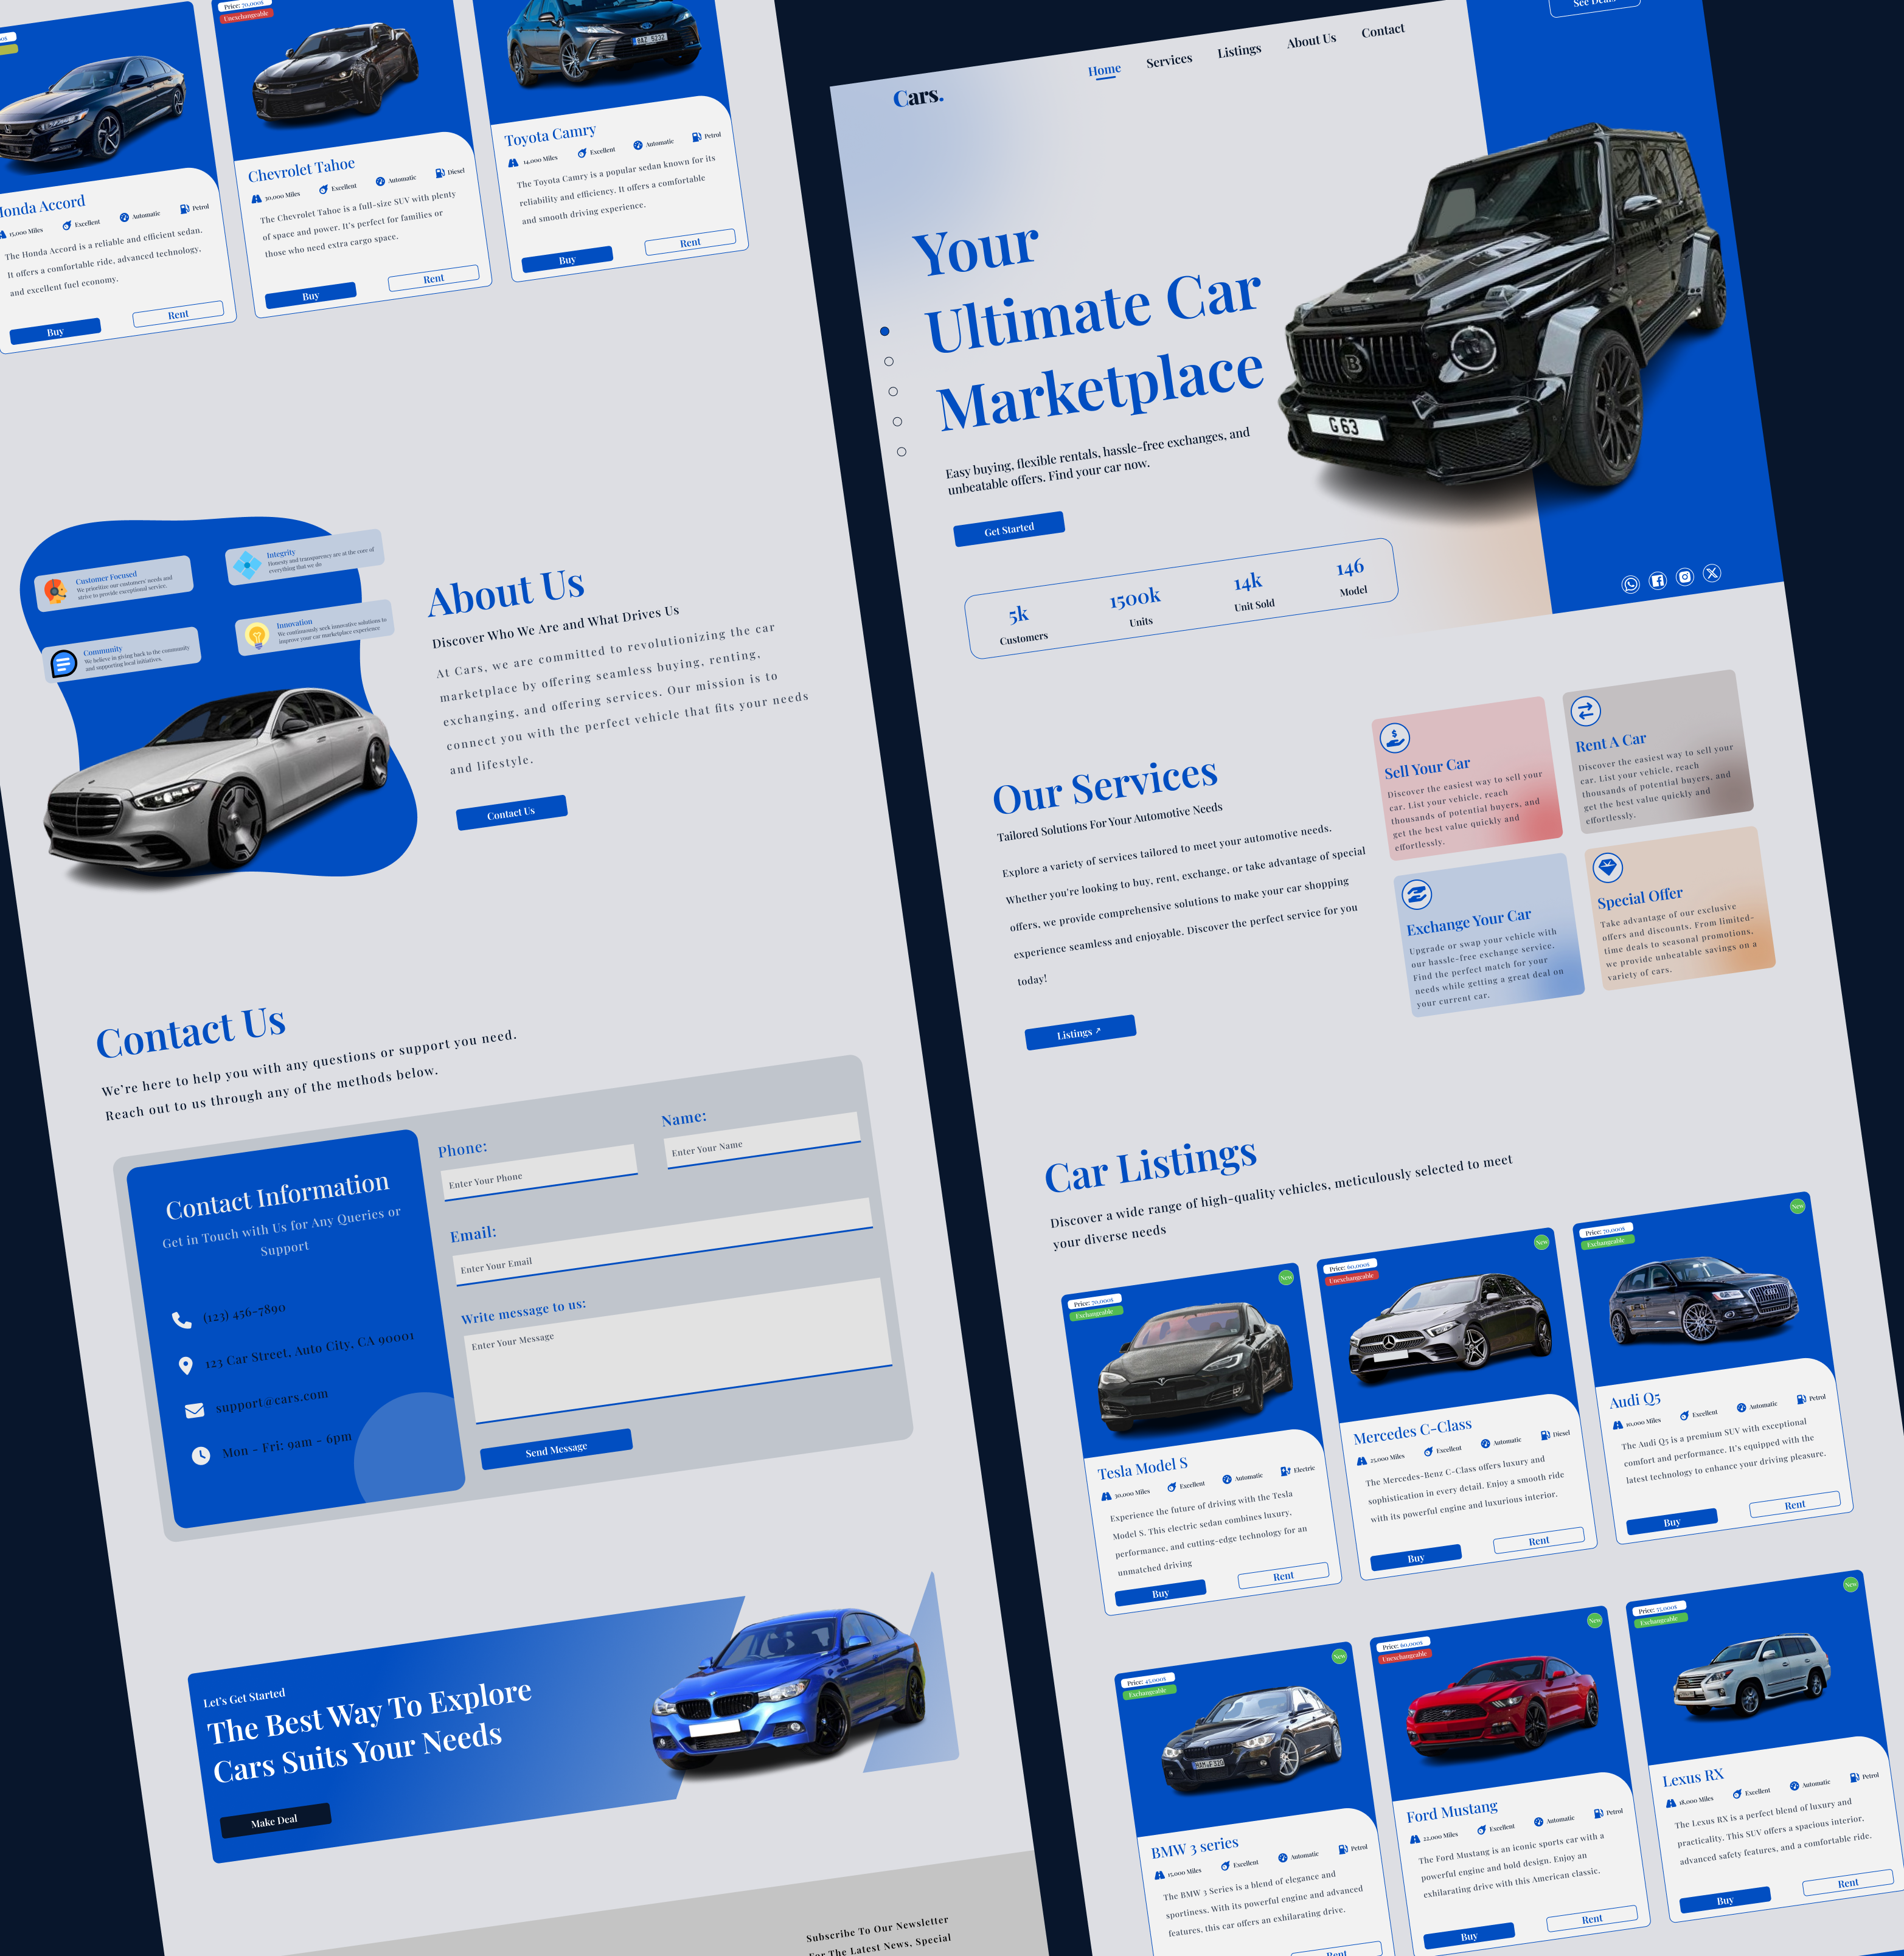 Price: 70.000$
Unexchangeable
Honda Accord
15,000 Miles
Excellent
Automatic
Petrol
The Honda Accord is a reliable and efficient sedan.
It offers a comfortable ride, advanced technology,
and excellent fuel economy.
Buy
Rent
Chevrolet Tahoe
30,000 Miles
Excellent
Automatic
Diesel
The Chevrolet Tahoe is a full-size SUV with plenty
of space and power. It's perfect for families or
those who need extra cargo space.
Buy
Rent
Toyota Camry
14,000 Miles
Excellent
Automatic
Petrol
The Toyota Camry is a popular sedan known for its
reliability and efficiency. It offers a comfortable
and smooth driving experience.
Buy
Rent
Customer Focused
We prioritize our customers' needs and
strive to provide exceptional service.
Integrity
Honesty and transparency are at the core of
everything that we do
Community
We believe in giving back to the community
and supporting local initiatives.
Innovation
We continuously seek innovative solutions to
improve your car marketplace experience
About Us
Discover Who We Are and What Drives Us
At Cars, we are committed to revolutionizing the car
marketplace by offering seamless buying, renting,
exchanging, and offering services. Our mission is to
connect you with the perfect vehicle that fits your needs
and lifestyle.
Contact Us
Contact Us
We're here to help you with any questions or support you need.
Reach out to us through any of the methods below.
Contact Information
Get in Touch with Us for Any Queries or
Support
(123) 456-7890
123 Car Street, Auto City, CA 90001
support@cars.com
Mon - Fri: 9am - 6pm
Phone:
Enter Your Phone
Name:
Enter Your Name
Email:
Enter Your Email
Write message to us:
Enter Your Message
Send Message
Let's Get Started
The Best Way To Explore
Cars Suits Your Needs
Make Deal
Subscribe To Our Newsletter
For The Latest News, Special
Cars.
Home
Services
Listings
About Us
Contact
See Deals
Your
Ultimate Car
Marketplace
Easy buying, flexible rentals, hassle-free exchanges, and
unbeatable offers. Find your car now.
Get Started
G 63
5k
Customers
1500k
Units
14k
Unit Sold
146
Model
Our Services
Tailored Solutions For Your Automotive Needs
Explore a variety of services tailored to meet your automotive needs.
Whether you're looking to buy, rent, exchange, or take advantage of special
offers, we provide comprehensive solutions to make your car shopping
experience seamless and enjoyable. Discover the perfect service for you
today!
Listings ↗
Sell Your Car
Discover the easiest way to sell your
car. List your vehicle, reach
thousands of potential buyers, and
get the best value quickly and
effortlessly.
Rent A Car
Discover the easiest way to sell your
car. List your vehicle, reach
thousands of potential buyers, and
get the best value quickly and
effortlessly.
Exchange Your Car
Upgrade or swap your vehicle with
our hassle-free exchange service.
Find the perfect match for your
needs while getting a great deal on
your current car.
Special Offer
Take advantage of our exclusive
offers and discounts. From limited-
time deals to seasonal promotions,
we provide unbeatable savings on a
variety of cars.
Car Listings
Discover a wide range of high-quality vehicles, meticulously selected to meet
your diverse needs
Price: 70.000$
Exchangeable
New
Tesla Model S
30,000 Miles
Excellent
Automatic
Electric
Experience the future of driving with the Tesla
Model S. This electric sedan combines luxury,
performance, and cutting-edge technology for an
unmatched driving
Buy
Rent
Price: 60.000$
Unexchangeable
New
Mercedes C-Class
25,000 Miles
Excellent
Automatic
Diesel
The Mercedes-Benz C-Class offers luxury and
sophistication in every detail. Enjoy a smooth ride
with its powerful engine and luxurious interior.
Buy
Rent
Price: 70.000$
Exchangeable
New
Audi Q5
10,000 Miles
Excellent
Automatic
Petrol
The Audi Q5 is a premium SUV with exceptional
comfort and performance. It's equipped with the
latest technology to enhance your driving pleasure.
Buy
Rent
Price: 45.000$
Exchangeable
New
BMW 3 series
15,000 Miles
Excellent
Automatic
Petrol
The BMW 3 Series is a blend of elegance and
sportiness. With its powerful engine and advanced
features, this car offers an exhilarating drive.
Rent
Price: 60.000$
Unexchangeable
New
Ford Mustang
22,000 Miles
Excellent
Automatic
Petrol
The Ford Mustang is an iconic sports car with a
powerful engine and bold design. Enjoy an
exhilarating drive with this American classic.
Buy
Rent
Price: 55.000$
Exchangeable
New
Lexus RX
18,000 Miles
Excellent
Automatic
Petrol
The Lexus RX is a perfect blend of luxury and
practicality. This SUV offers a spacious interior,
advanced safety features, and a comfortable ride.
Buy
Rent